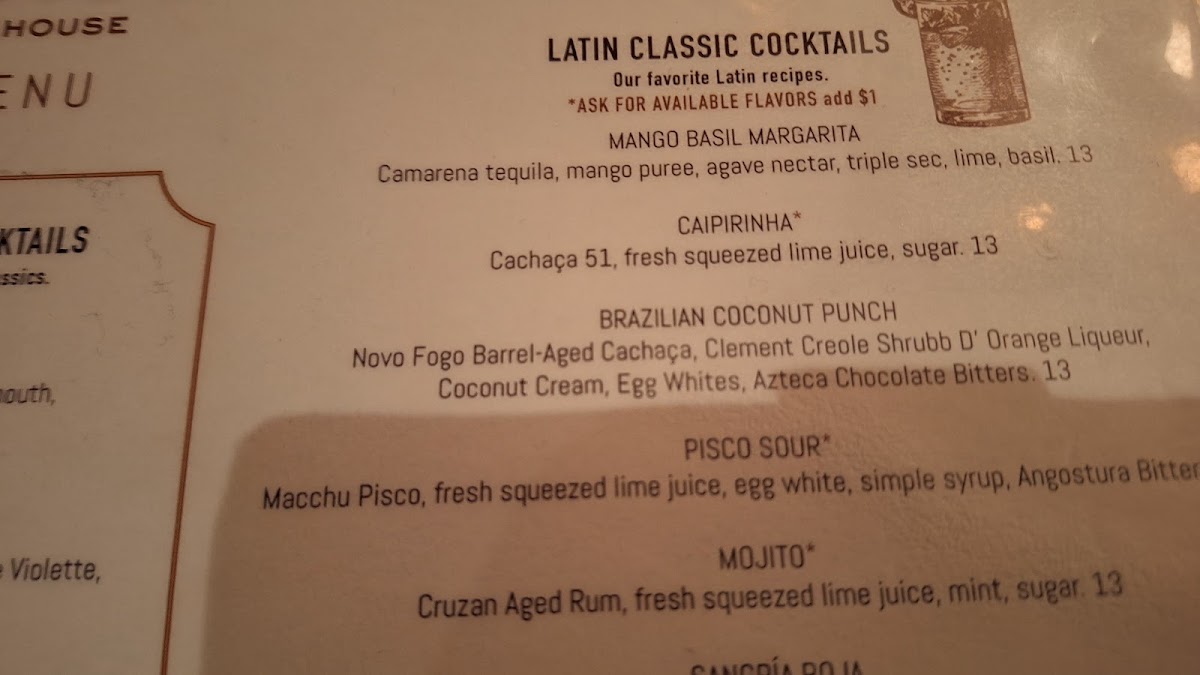 HOUSE
ENU
KTAILS
ssics.
outh,
Violette,
LATIN CLASSIC COCKTAILS
Our favorite Latin recipes.
*ASK FOR AVAILABLE FLAVORS add $1
MANGO BASIL MARGARITA
Camarena tequila, mango puree, agave nectar, triple sec, lime, basil. 13
CAIPIRINHA*
Cachaça 51, fresh squeezed lime juice, sugar. 13
BRAZILIAN COCONUT PUNCH
Novo Fogo Barrel-Aged Cachaça, Clement Creole Shrubb D' Orange Liqueur,
Coconut Cream, Egg Whites, Azteca Chocolate Bitters. 13
PISCO SOUR*
Macchu Pisco, fresh squeezed lime juice, egg white, simple syrup, Angostura Bitter
MOJITO*
Cruzan Aged Rum, fresh squeezed lime juice, mint, sugar. 13
SANGRÍA ROJA